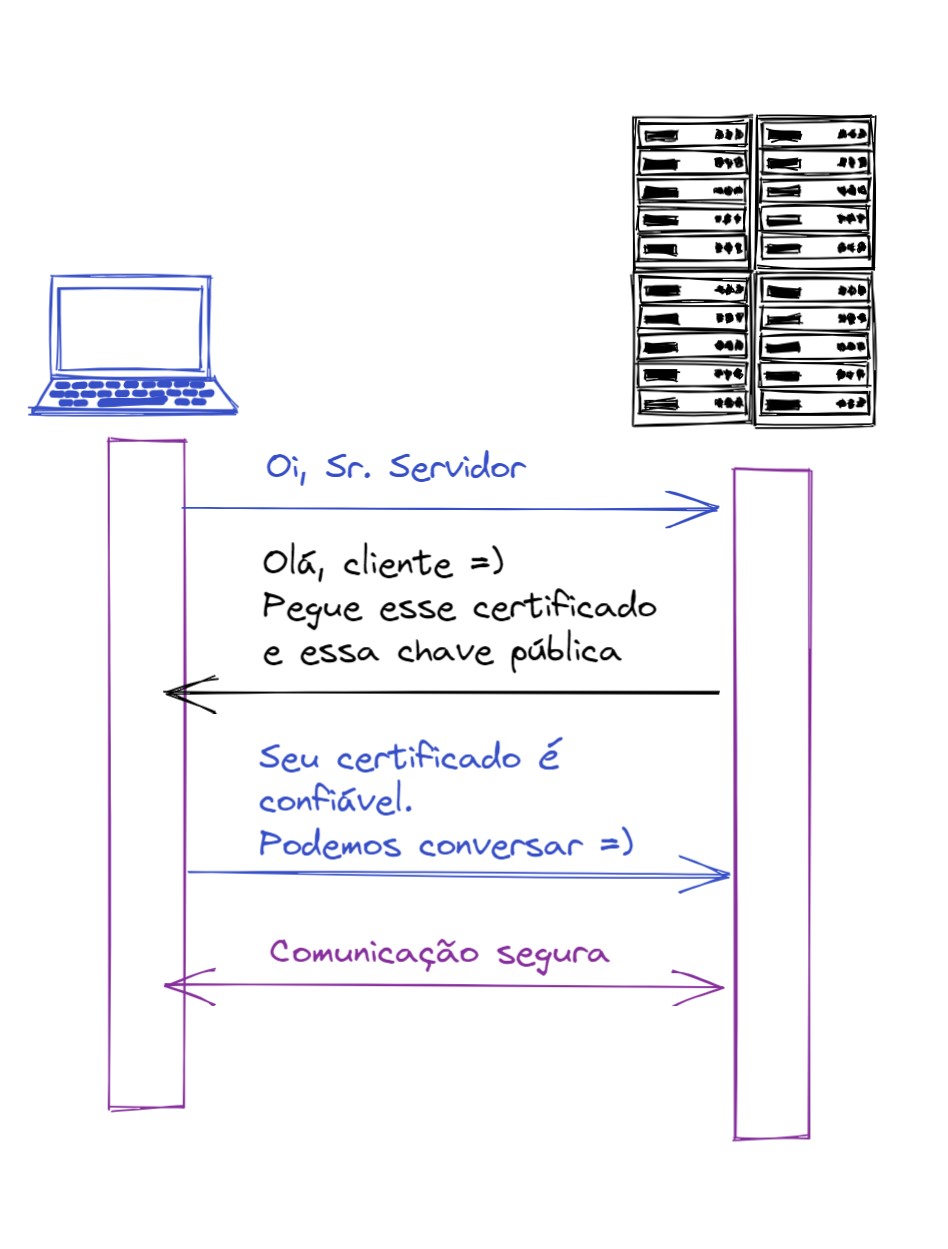 Oi, Sr. Servidor
Olá, cliente =)
Pegue esse certificado
e essa chave pública
Seu certificado é
confiável.
Podemos conversar =)
Comunicação segura